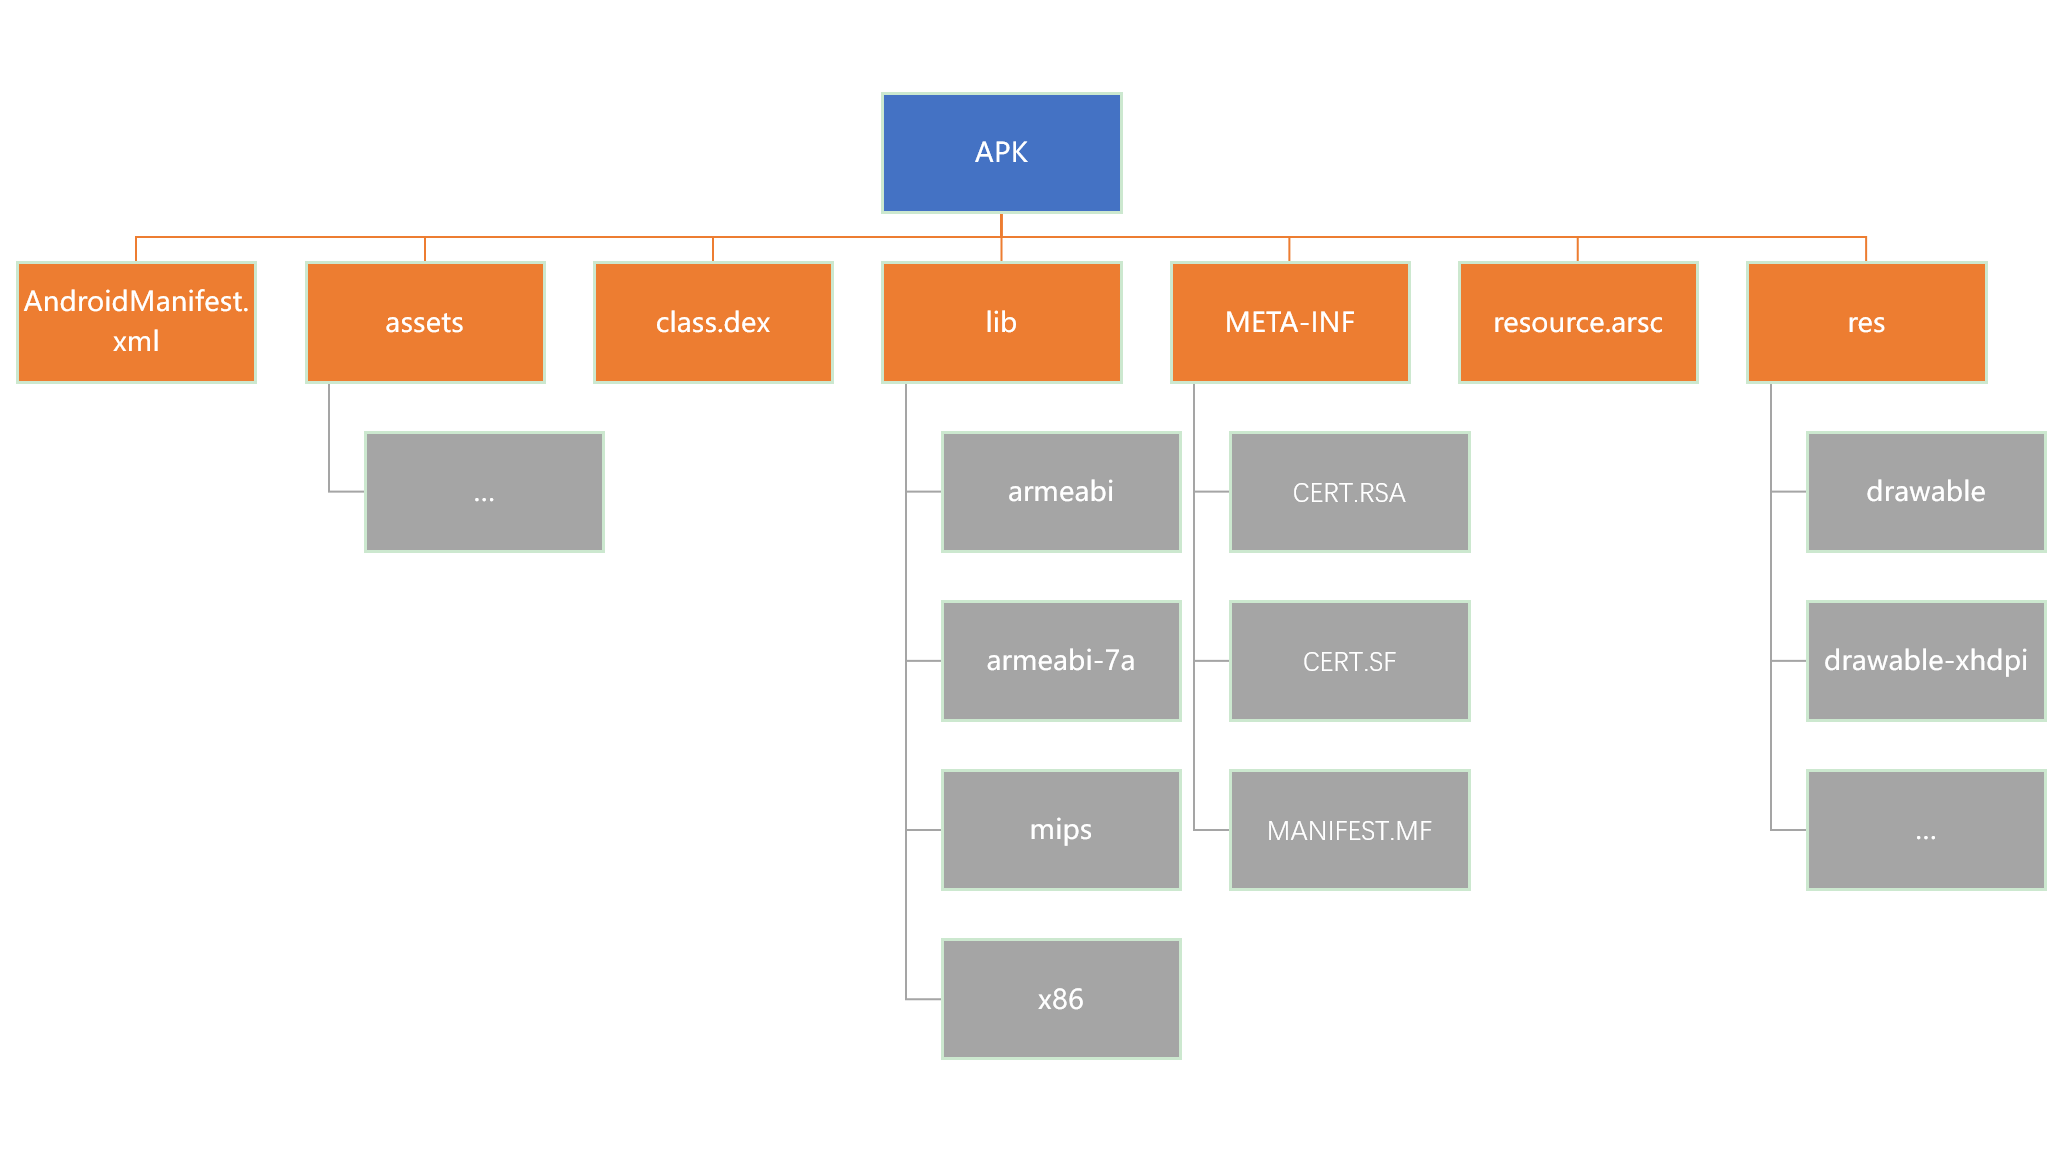 APK
AndroidManifest.
xml
assets
class.dex
lib
META-INF
resource.arsc
res
...
armeabi
CERT.RSA
drawable
armeabi-7a
CERT.SF
drawable-xhdpi
mips
MANIFEST.MF
...
x86